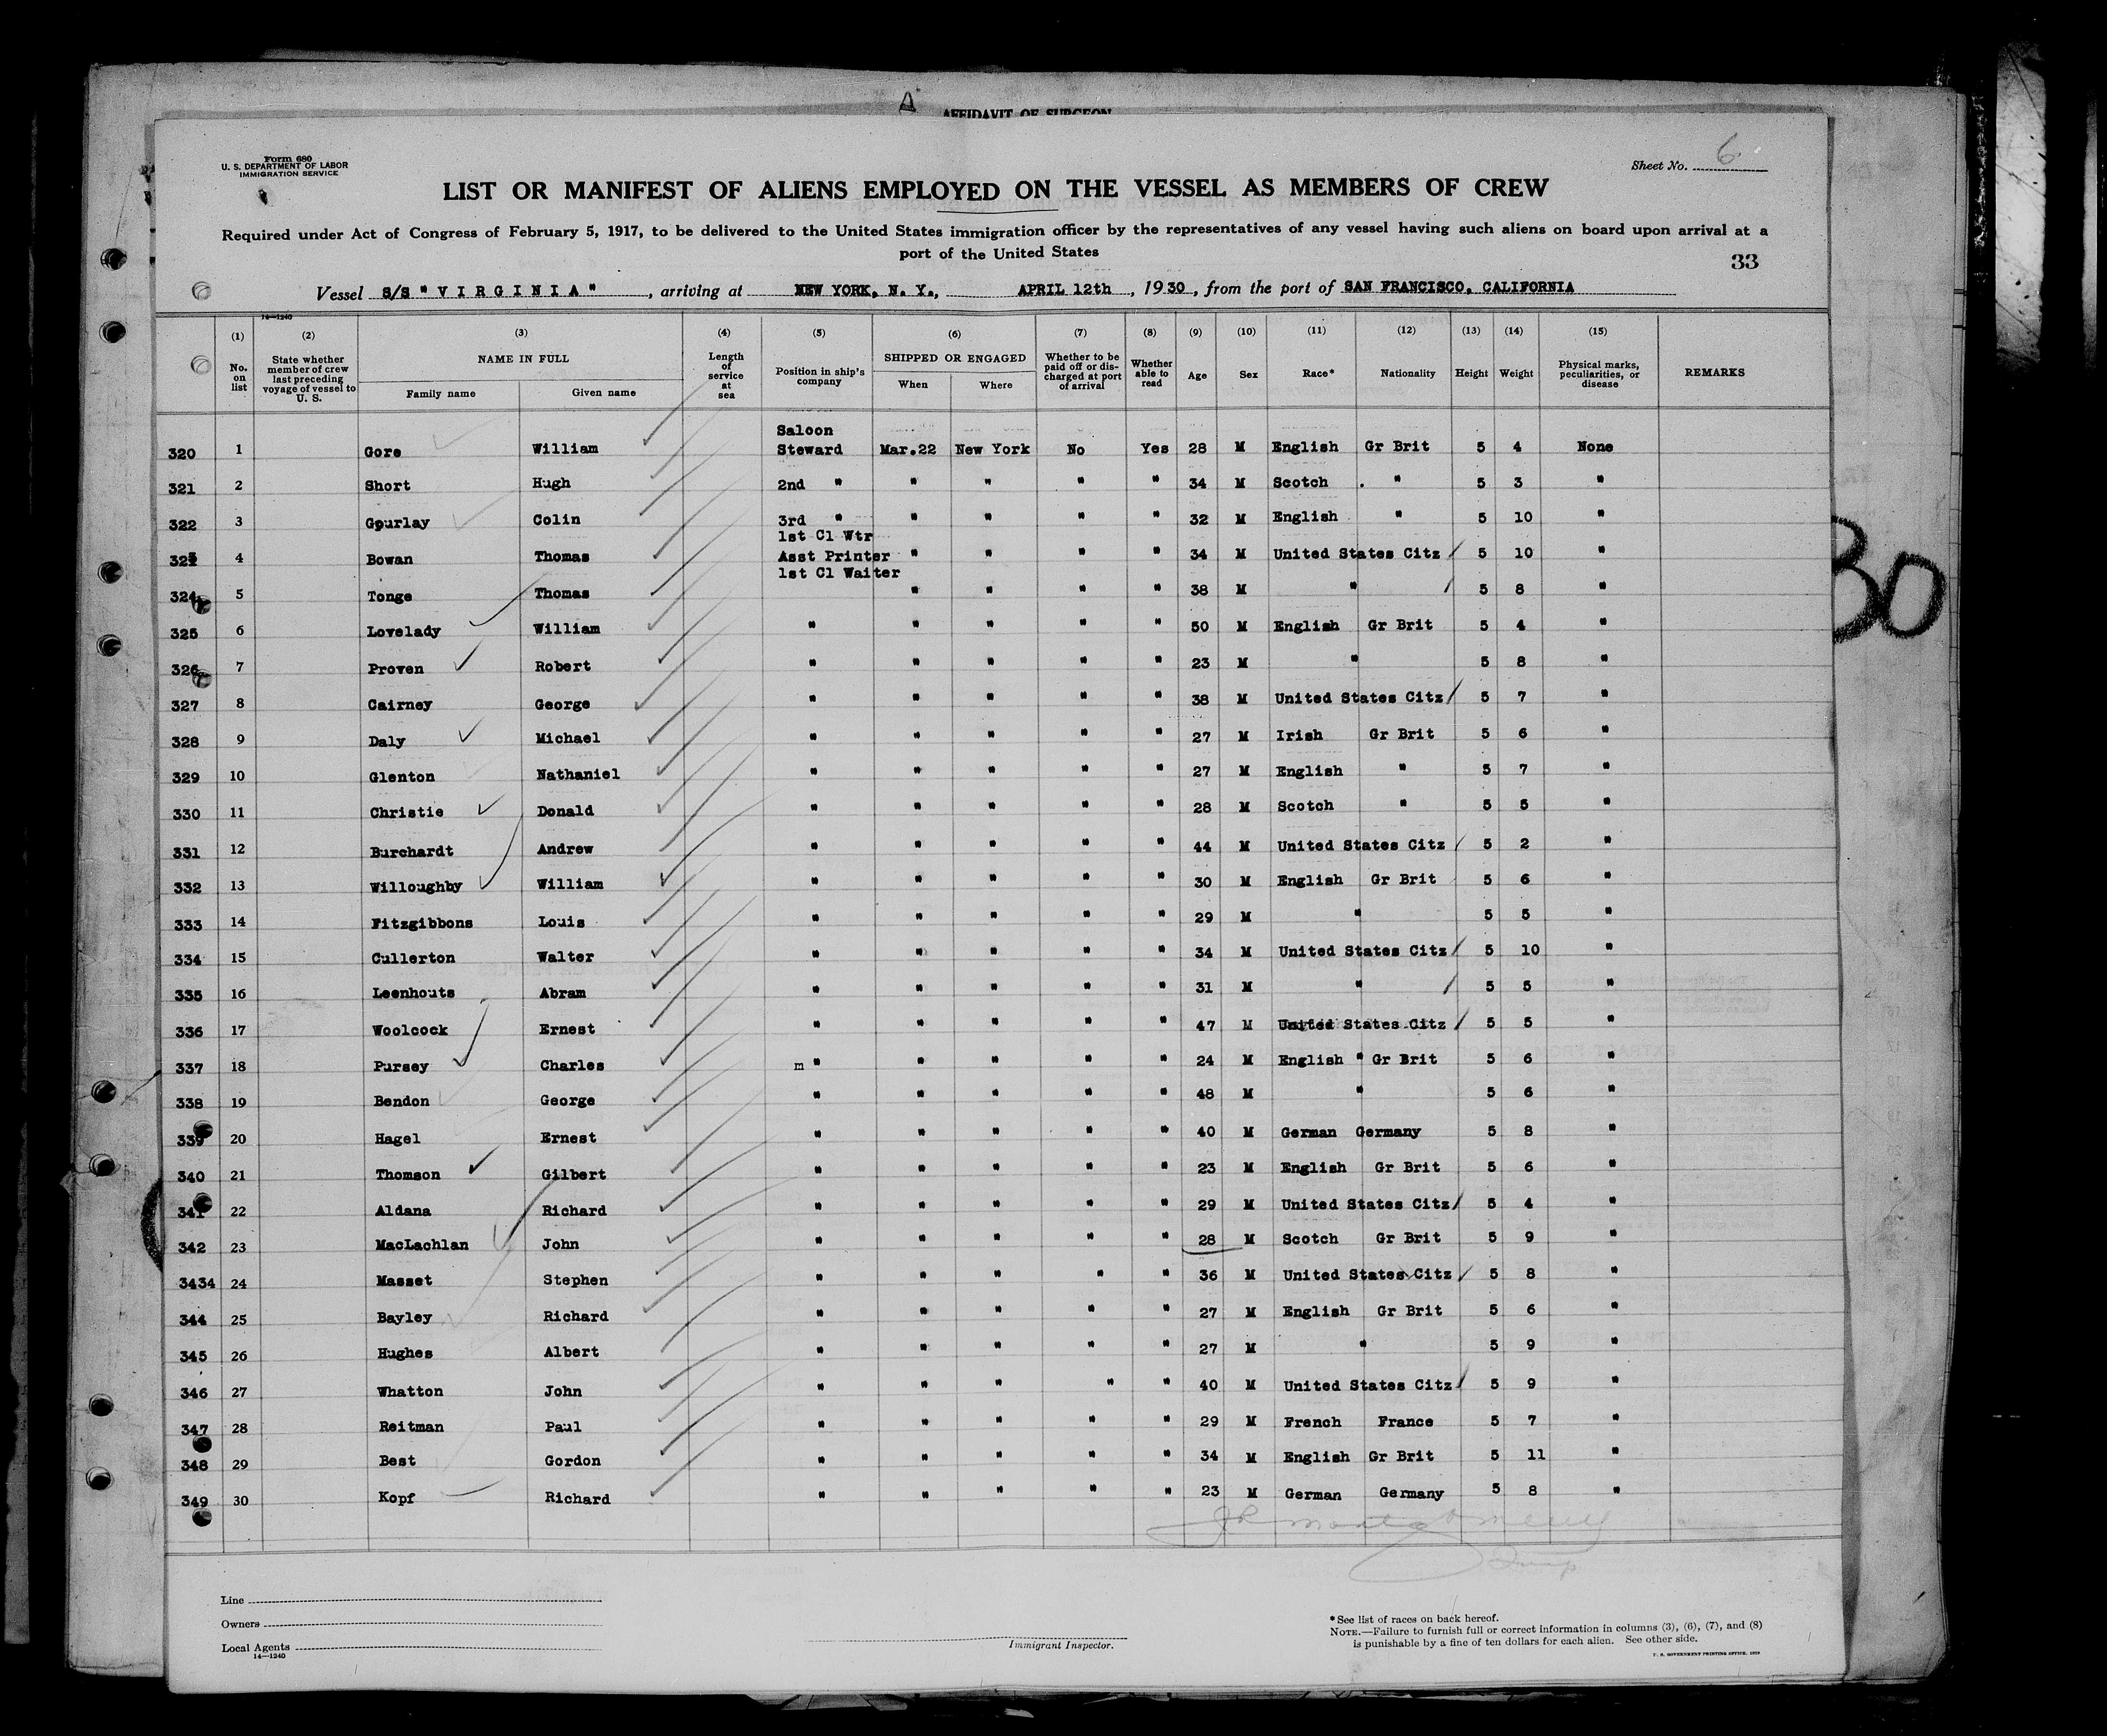 A
AFFIDAVIT OF SURGEON
Form 680
U. S. DEPARTMENT OF LABOR
IMMIGRATION SERVICE
Sheet No. 6
LIST OR MANIFEST OF ALIENS EMPLOYED ON THE VESSEL AS MEMBERS OF CREW
Required under Act of Congress of February 5, 1917, to be delivered to the United States immigration officer by the representatives of any vessel having such aliens on board upon arrival at a
port of the United States
33
Vessel S/S "VIRGINIA", arriving at NEW YORK, N. Y., APRIL 12th, 1930, from the port of SAN FRANCISCO, CALIFORNIA
14—1240
(1) (2) (3) (4) (5) (6) (7) (8) (9) (10) (11) (12) (13) (14) (15)
No. on list
State whether member of crew last preceding voyage of vessel to U. S.
NAME IN FULL
Family name Given name
Length of service at sea
Position in ship's company
SHIPPED OR ENGAGED
When Where
Whether to be paid off or discharged at port of arrival
Whether able to read
Age Sex Race* Nationality Height Weight
Physical marks, peculiarities, or disease
REMARKS
Saloon
320 1 Gore William Steward Mar.22 New York No Yes 28 M English Gr Brit 5 4 None
321 2 Short Hugh 2nd " " " " " 34 M Scotch . " 5 3 "
322 3 Gourlay Colin 3rd " " " " " 32 M English " 5 10 "
1st Cl Wtr
323 4 Bowan Thomas Asst Printer " " " " 34 M United States Citz 5 10 "
1st Cl Waiter
324 5 Tonge Thomas " " " " 38 M " 5 8 "
325 6 Lovelady William " " " " " 50 M English Gr Brit 5 4 "
326 7 Proven Robert " " " " " 23 M " 5 8 "
327 8 Cairney George " " " " " 38 M United States Citz 5 7 "
328 9 Daly Michael " " " " " 27 M Irish Gr Brit 5 6 "
329 10 Glenton Nathaniel " " " " " 27 M English " 5 7 "
330 11 Christie Donald " " " " " 28 M Scotch " 5 5 "
331 12 Burchardt Andrew " " " " " 44 M United States Citz 5 2 "
332 13 Willoughby William " " " " " 30 M English Gr Brit 5 6 "
333 14 Fitzgibbons Louis " " " " " 29 M " 5 5 "
334 15 Cullerton Walter " " " " " 34 M United States Citz 5 10 "
335 16 Leenhouts Abram " " " " " 31 M " 5 5 "
336 17 Woolcock Ernest " " " " " 47 M United States Citz 5 5 "
337 18 Pursey Charles m " " " " " 24 M English " Gr Brit 5 6 "
338 19 Bendon George " " " " " 48 M " 5 6 "
339 20 Hagel Ernest " " " " " 40 M German Germany 5 8 "
340 21 Thomson Gilbert " " " " " 23 M English Gr Brit 5 6 "
341 22 Aldana Richard " " " " " 29 M United States Citz 5 4 "
342 23 MacLachlan John " " " " " 28 M Scotch Gr Brit 5 9 "
3434 24 Masset Stephen " " " " " 36 M United States Citz 5 8 "
344 25 Bayley Richard " " " " " 27 M English Gr Brit 5 6 "
345 26 Hughes Albert " " " " " 27 M " 5 9 "
346 27 Whatton John " " " " " 40 M United States Citz 5 9 "
347 28 Reitman Paul " " " " " 29 M French France 5 7 "
348 29 Best Gordon " " " " " 34 M English Gr Brit 5 11 "
349 30 Kopf Richard " " " " " 23 M German Germany 5 8 "
30
Line
Owners
Local Agents
14—1240
Immigrant Inspector.
*See list of races on back hereof.
NOTE.—Failure to furnish full or correct information in columns (3), (6), (7), and (8)
is punishable by a fine of ten dollars for each alien. See other side.
U. S. GOVERNMENT PRINTING OFFICE. 1929